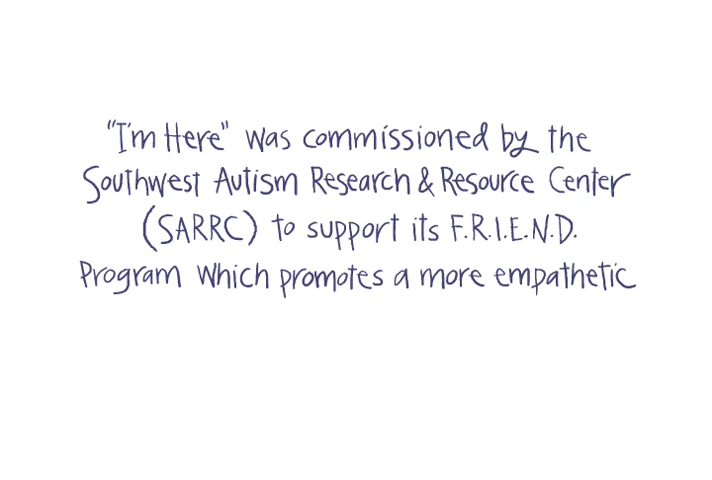 "I'm Here" was commissioned by the
Southwest Autism Research & Resource Center
(SARRC) to support its F.R.I.E.N.D.
Program which promotes a more empathetic